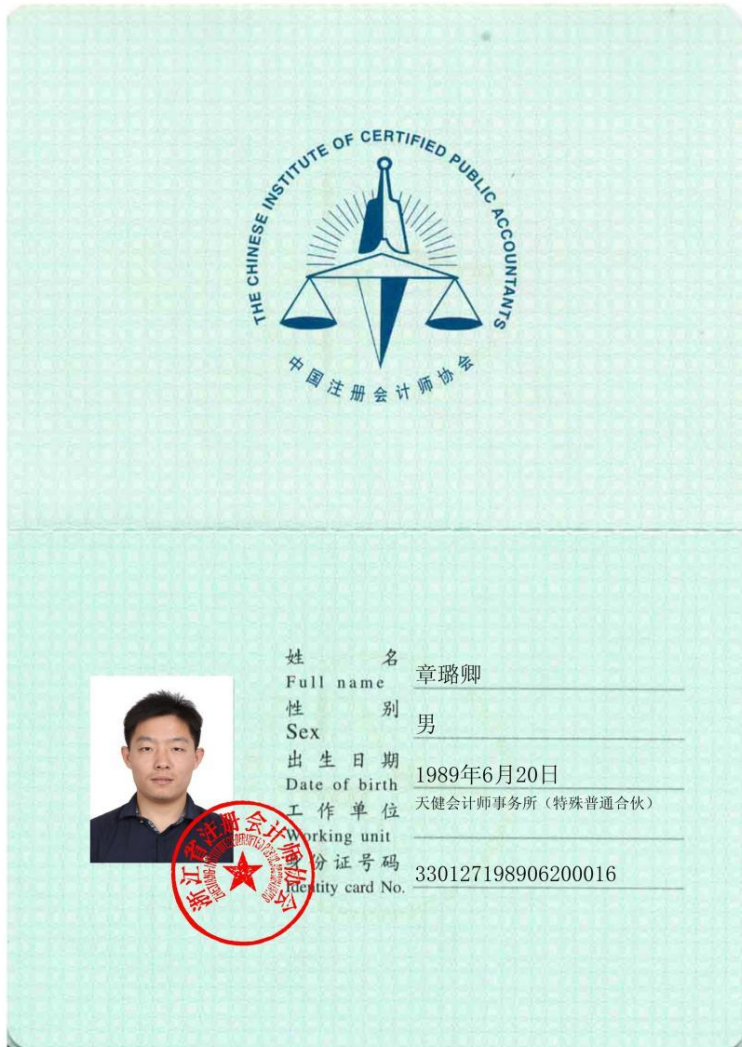 THE CHINESE INSTITUTE OF CERTIFIED PUBLIC ACCOUNTANTS
中国注册会计师协会
姓 名 章璐卿
Full name
性 别 男
Sex
出生日期 1989年6月20日
Date of birth
工作单位 天健会计师事务所（特殊普通合伙）
Working unit
身份证号码 330127198906200016
Identity card No.
浙江省注册会计师协会